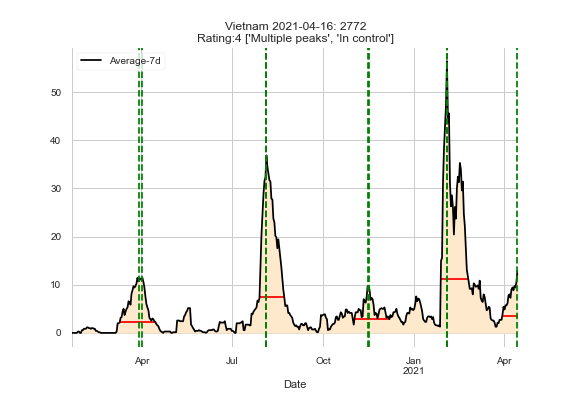 Vietnam 2021-04-16: 2772
Rating:4 ['Multiple peaks', 'In control']
Average-7d
50
40
30
20
10
0
Apr
Jul
Oct
Jan
2021
Apr
Date